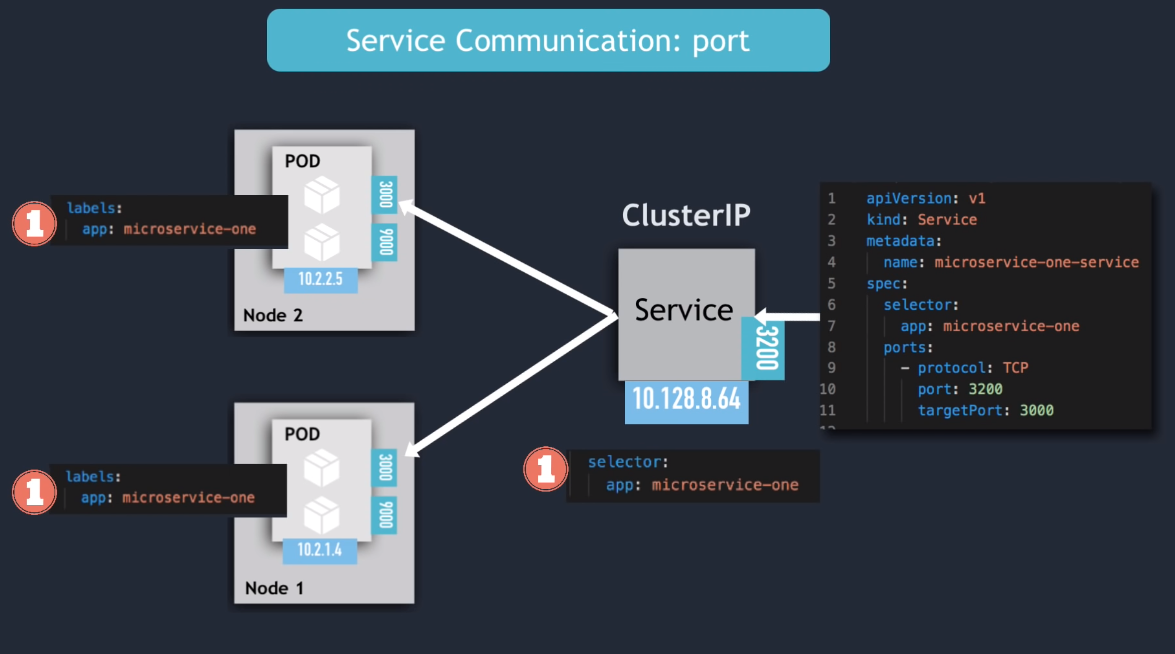 Service Communication: port
POD
3000
9000
10.2.2.5
Node 2
1
labels:
app: microservice-one
ClusterIP
Service
3200
10.128.8.64
1
selector:
app: microservice-one
1 apiVersion: v1
2 kind: Service
3 metadata:
4 name: microservice-one-service
5 spec:
6 selector:
7 app: microservice-one
8 ports:
9 - protocol: TCP
10 port: 3200
11 targetPort: 3000
POD
3000
9000
10.2.1.4
Node 1
1
labels:
app: microservice-one